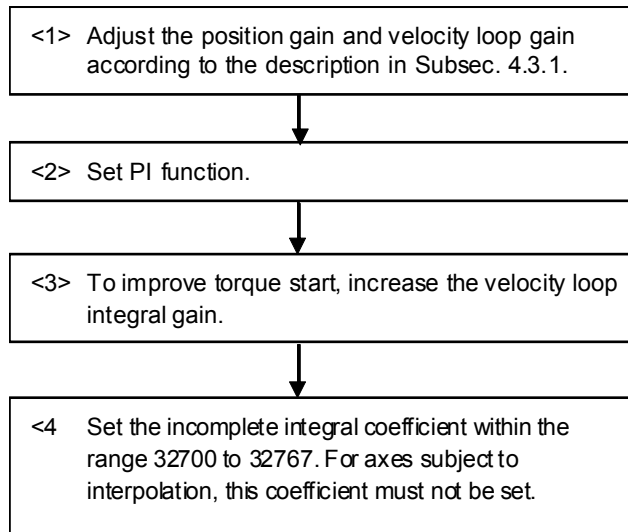 <1> Adjust the position gain and velocity loop gain
according to the description in Subsec. 4.3.1.
<2> Set PI function.
<3> To improve torque start, increase the velocity loop
integral gain.
<4 Set the incomplete integral coefficient within the
range 32700 to 32767. For axes subject to
interpolation, this coefficient must not be set.